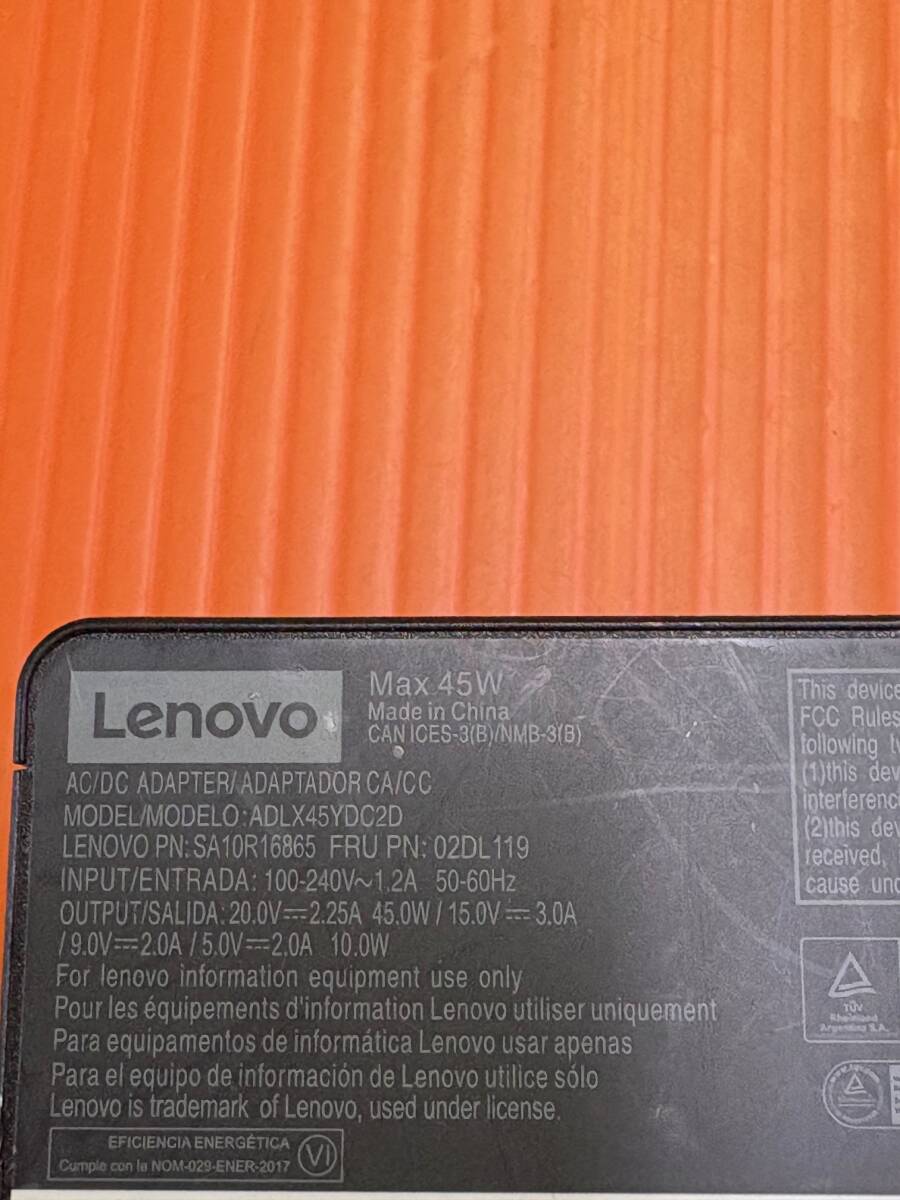 Lenovo
Max 45W
Made in China
CAN ICES-3(B)/NMB-3(B)
AC/DC ADAPTER/ ADAPTADOR CA/CC
MODEL/MODELO:ADLX45YDC2D
LENOVO PN: SA10R16865 FRU PN: 02DL119
INPUT/ENTRADA: 100-240V~1.2A 50-60Hz
OUTPUT/SALIDA: 20.0V⎓2.25A 45.0W / 15.0V⎓3.0A
/ 9.0V⎓2.0A / 5.0V⎓2.0A 10.0W
For lenovo information equipment use only
Pour les équipements d'information Lenovo utiliser uniquement
Para equipamentos de informática Lenovo usar apenas
Para el equipo de información de Lenovo utilice sólo
Lenovo is trademark of Lenovo, used under license.
EFICIENCIA ENERGÉTICA
Cumple con la NOM-029-ENER-2017
VI
This device
FCC Rules
following
(1)this
interference
(2)this
received,
cause
TÜV
Rheinland
Argentina S.A.